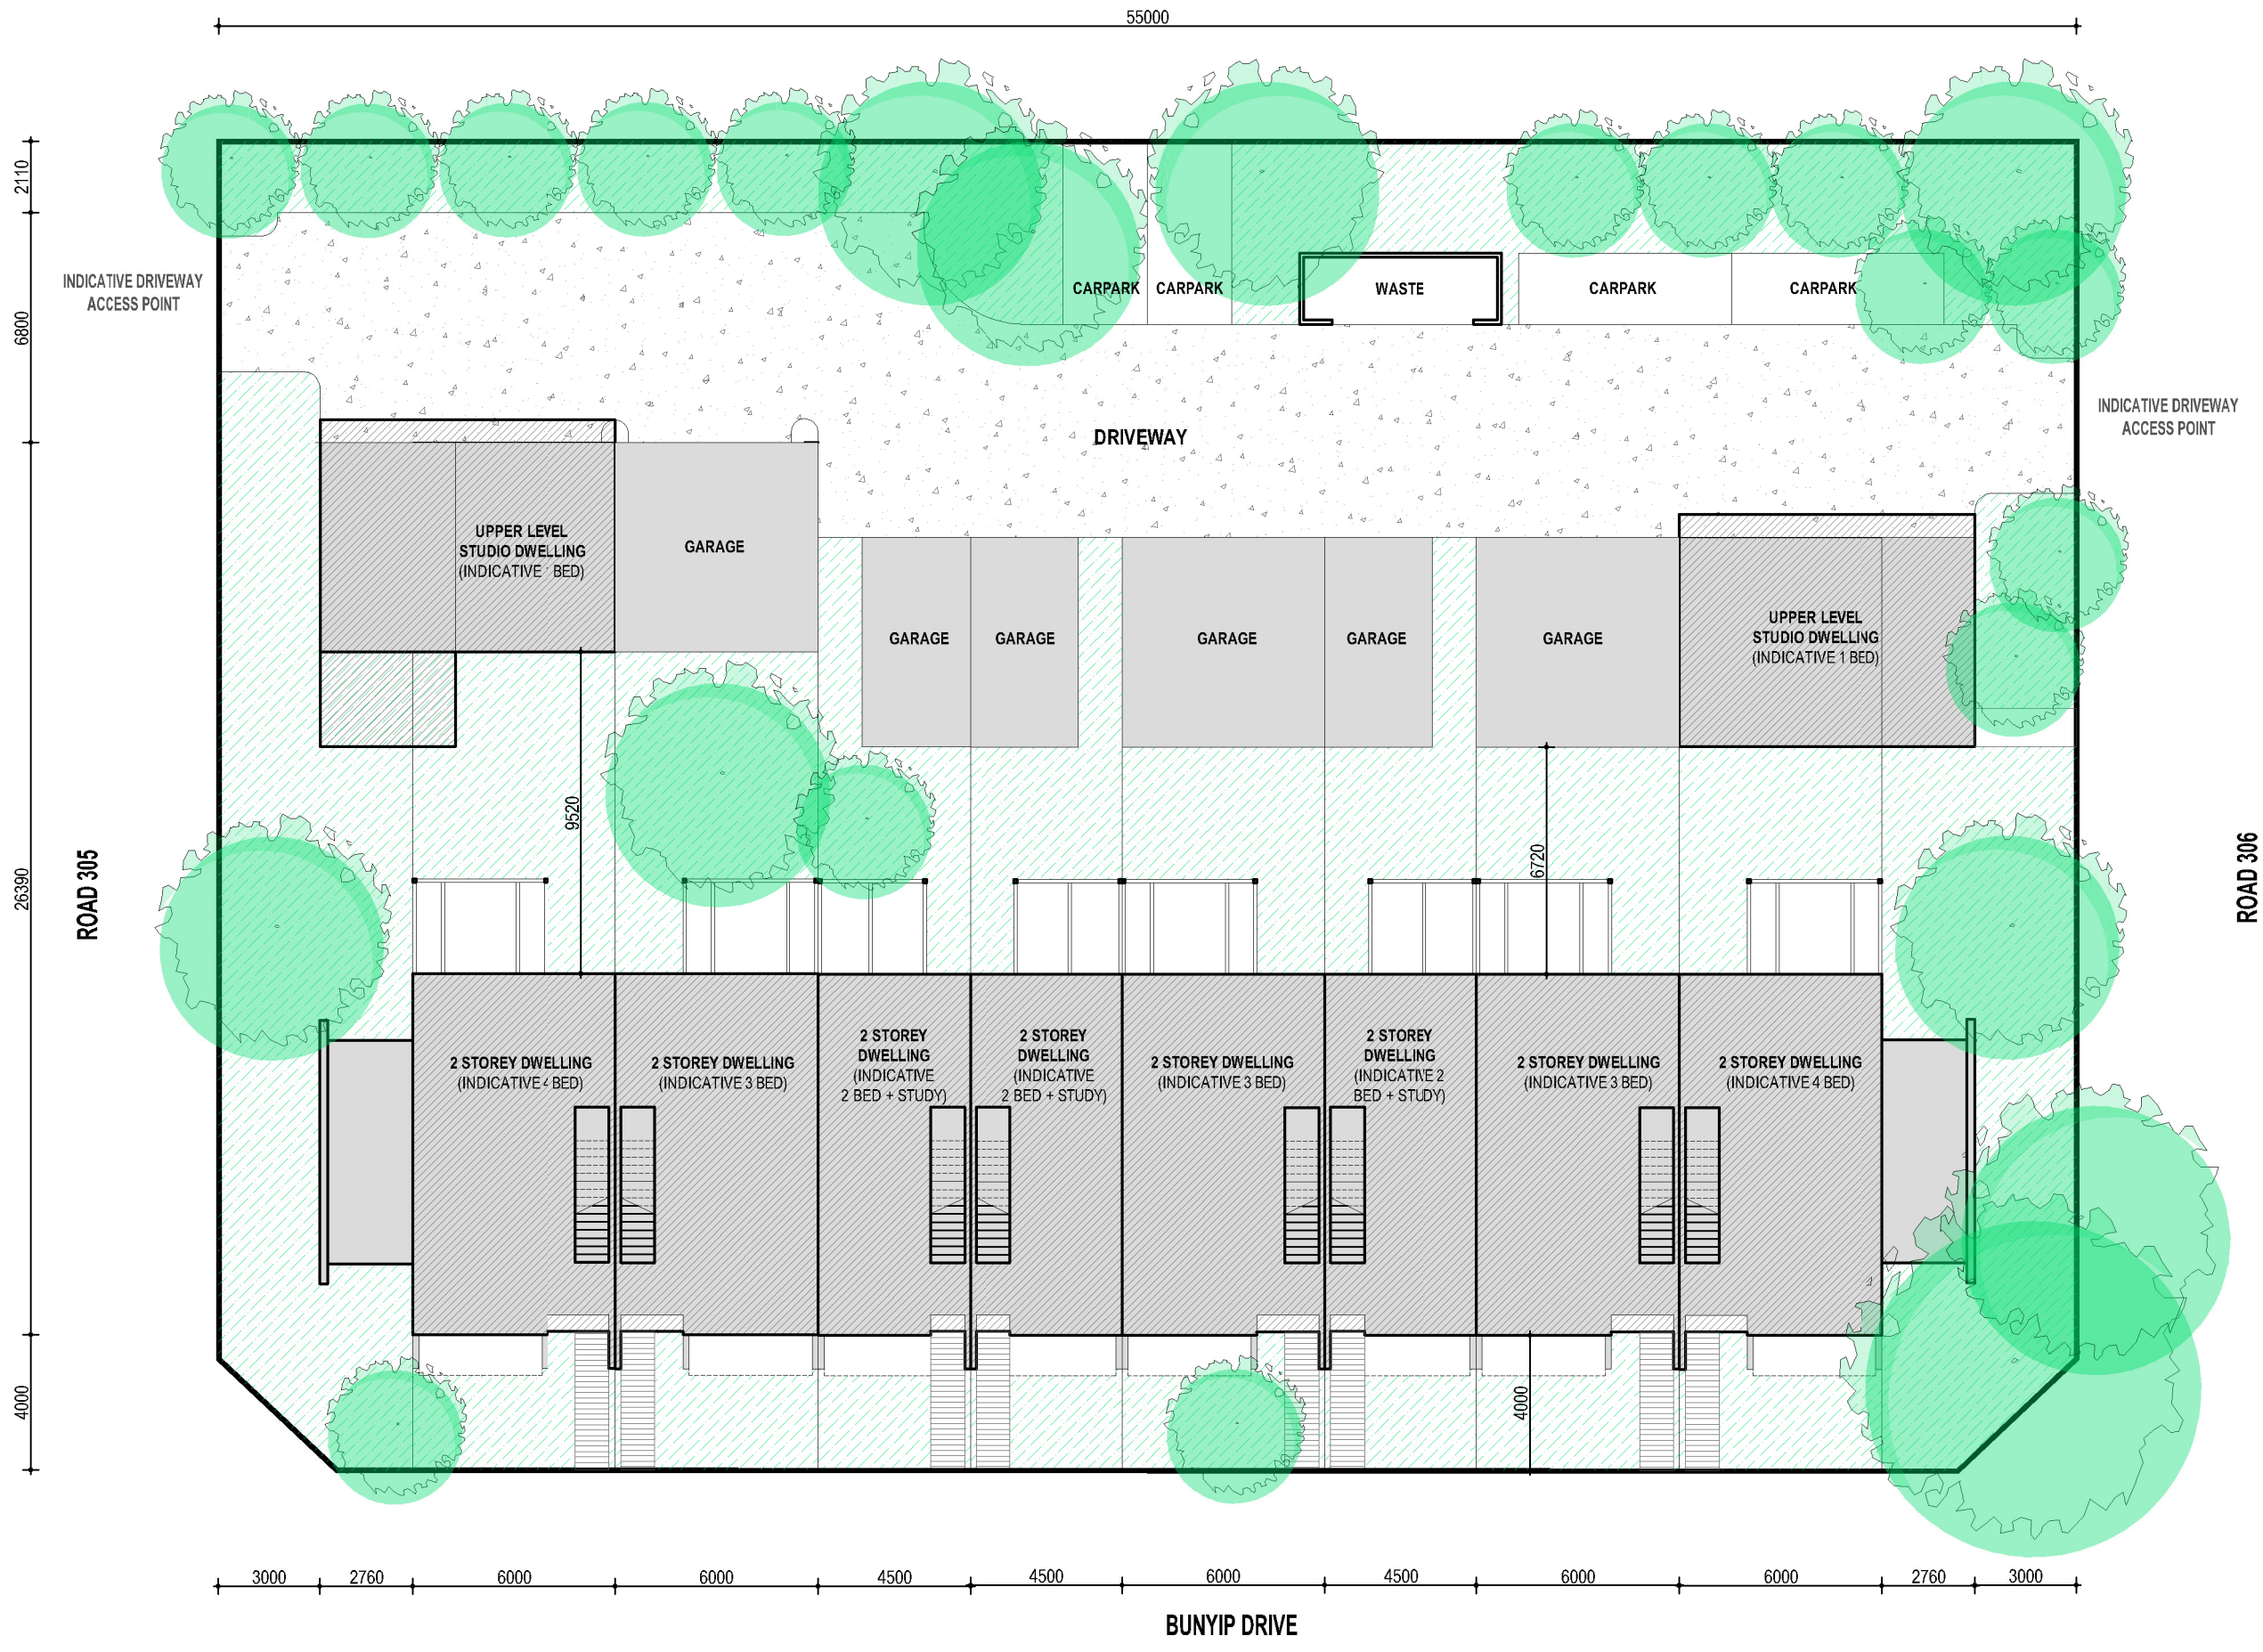 55000
2110
6800
26390
4000
INDICATIVE DRIVEWAY
ACCESS POINT
CARPARK
CARPARK
WASTE
CARPARK
CARPARK
INDICATIVE DRIVEWAY
ACCESS POINT
DRIVEWAY
UPPER LEVEL
STUDIO DWELLING
(INDICATIVE BED)
GARAGE
GARAGE
GARAGE
GARAGE
GARAGE
GARAGE
UPPER LEVEL
STUDIO DWELLING
(INDICATIVE 1 BED)
9520
6720
ROAD 305
ROAD 306
2 STOREY DWELLING
(INDICATIVE 4 BED)
2 STOREY DWELLING
(INDICATIVE 3 BED)
2 STOREY
DWELLING
(INDICATIVE
2 BED + STUDY)
2 STOREY
DWELLING
(INDICATIVE
2 BED + STUDY)
2 STOREY DWELLING
(INDICATIVE 3 BED)
2 STOREY
DWELLING
(INDICATIVE 2
BED + STUDY)
2 STOREY DWELLING
(INDICATIVE 3 BED)
2 STOREY DWELLING
(INDICATIVE 4 BED)
4000
3000
2760
6000
6000
4500
4500
6000
4500
6000
6000
2760
3000
BUNYIP DRIVE